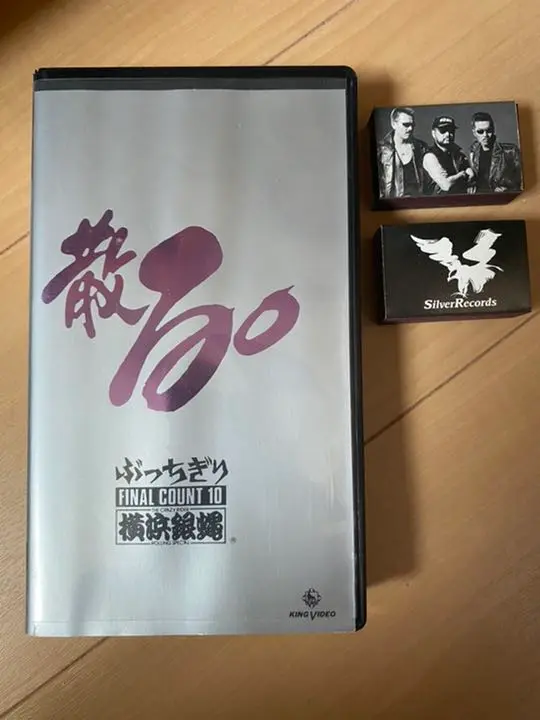 散る。
ぶっちぎり
FINAL COUNT 10
THE CRAZY RIDER
横浜銀蝿
ROLLING SPECIAL
®
KING VIDEO
SilverRecords